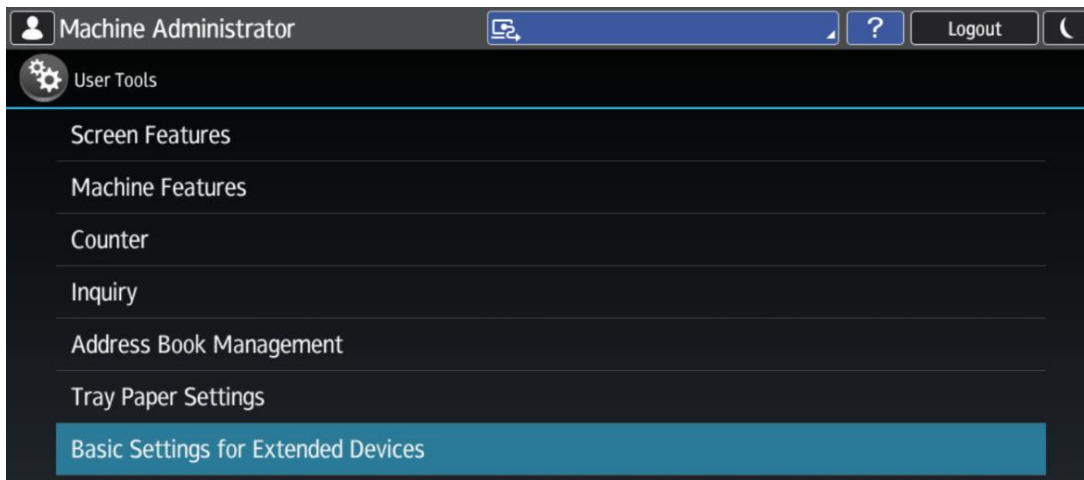 Machine Administrator
?
Logout
User Tools
Screen Features
Machine Features
Counter
Inquiry
Address Book Management
Tray Paper Settings
Basic Settings for Extended Devices